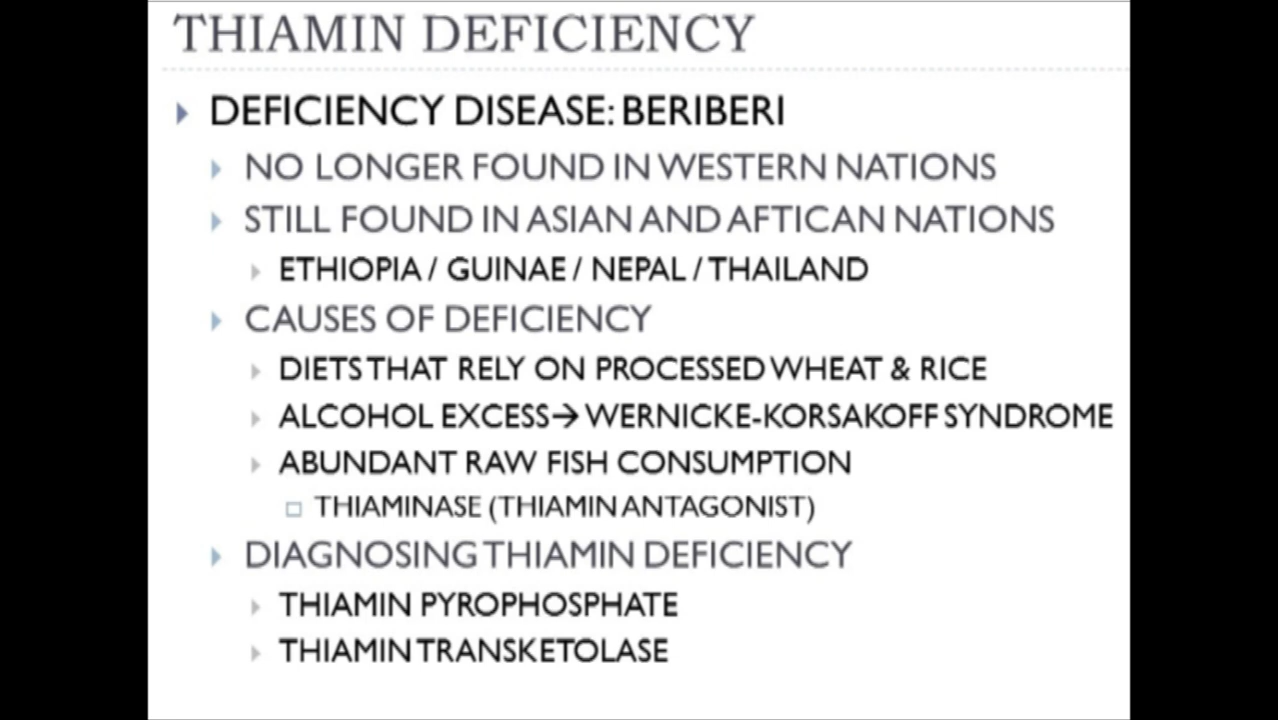 THIAMIN DEFICIENCY
DEFICIENCY DISEASE: BERIBERI
NO LONGER FOUND IN WESTERN NATIONS
STILL FOUND IN ASIAN AND AFTICAN NATIONS
ETHIOPIA / GUINAE / NEPAL / THAILAND
CAUSES OF DEFICIENCY
DIETS THAT RELY ON PROCESSED WHEAT & RICE
ALCOHOL EXCESS→ WERNICKE-KORSAKOFF SYNDROME
ABUNDANT RAW FISH CONSUMPTION
THIAMINASE (THIAMIN ANTAGONIST)
DIAGNOSING THIAMIN DEFICIENCY
THIAMIN PYROPHOSPHATE
THIAMIN TRANSKETOLASE